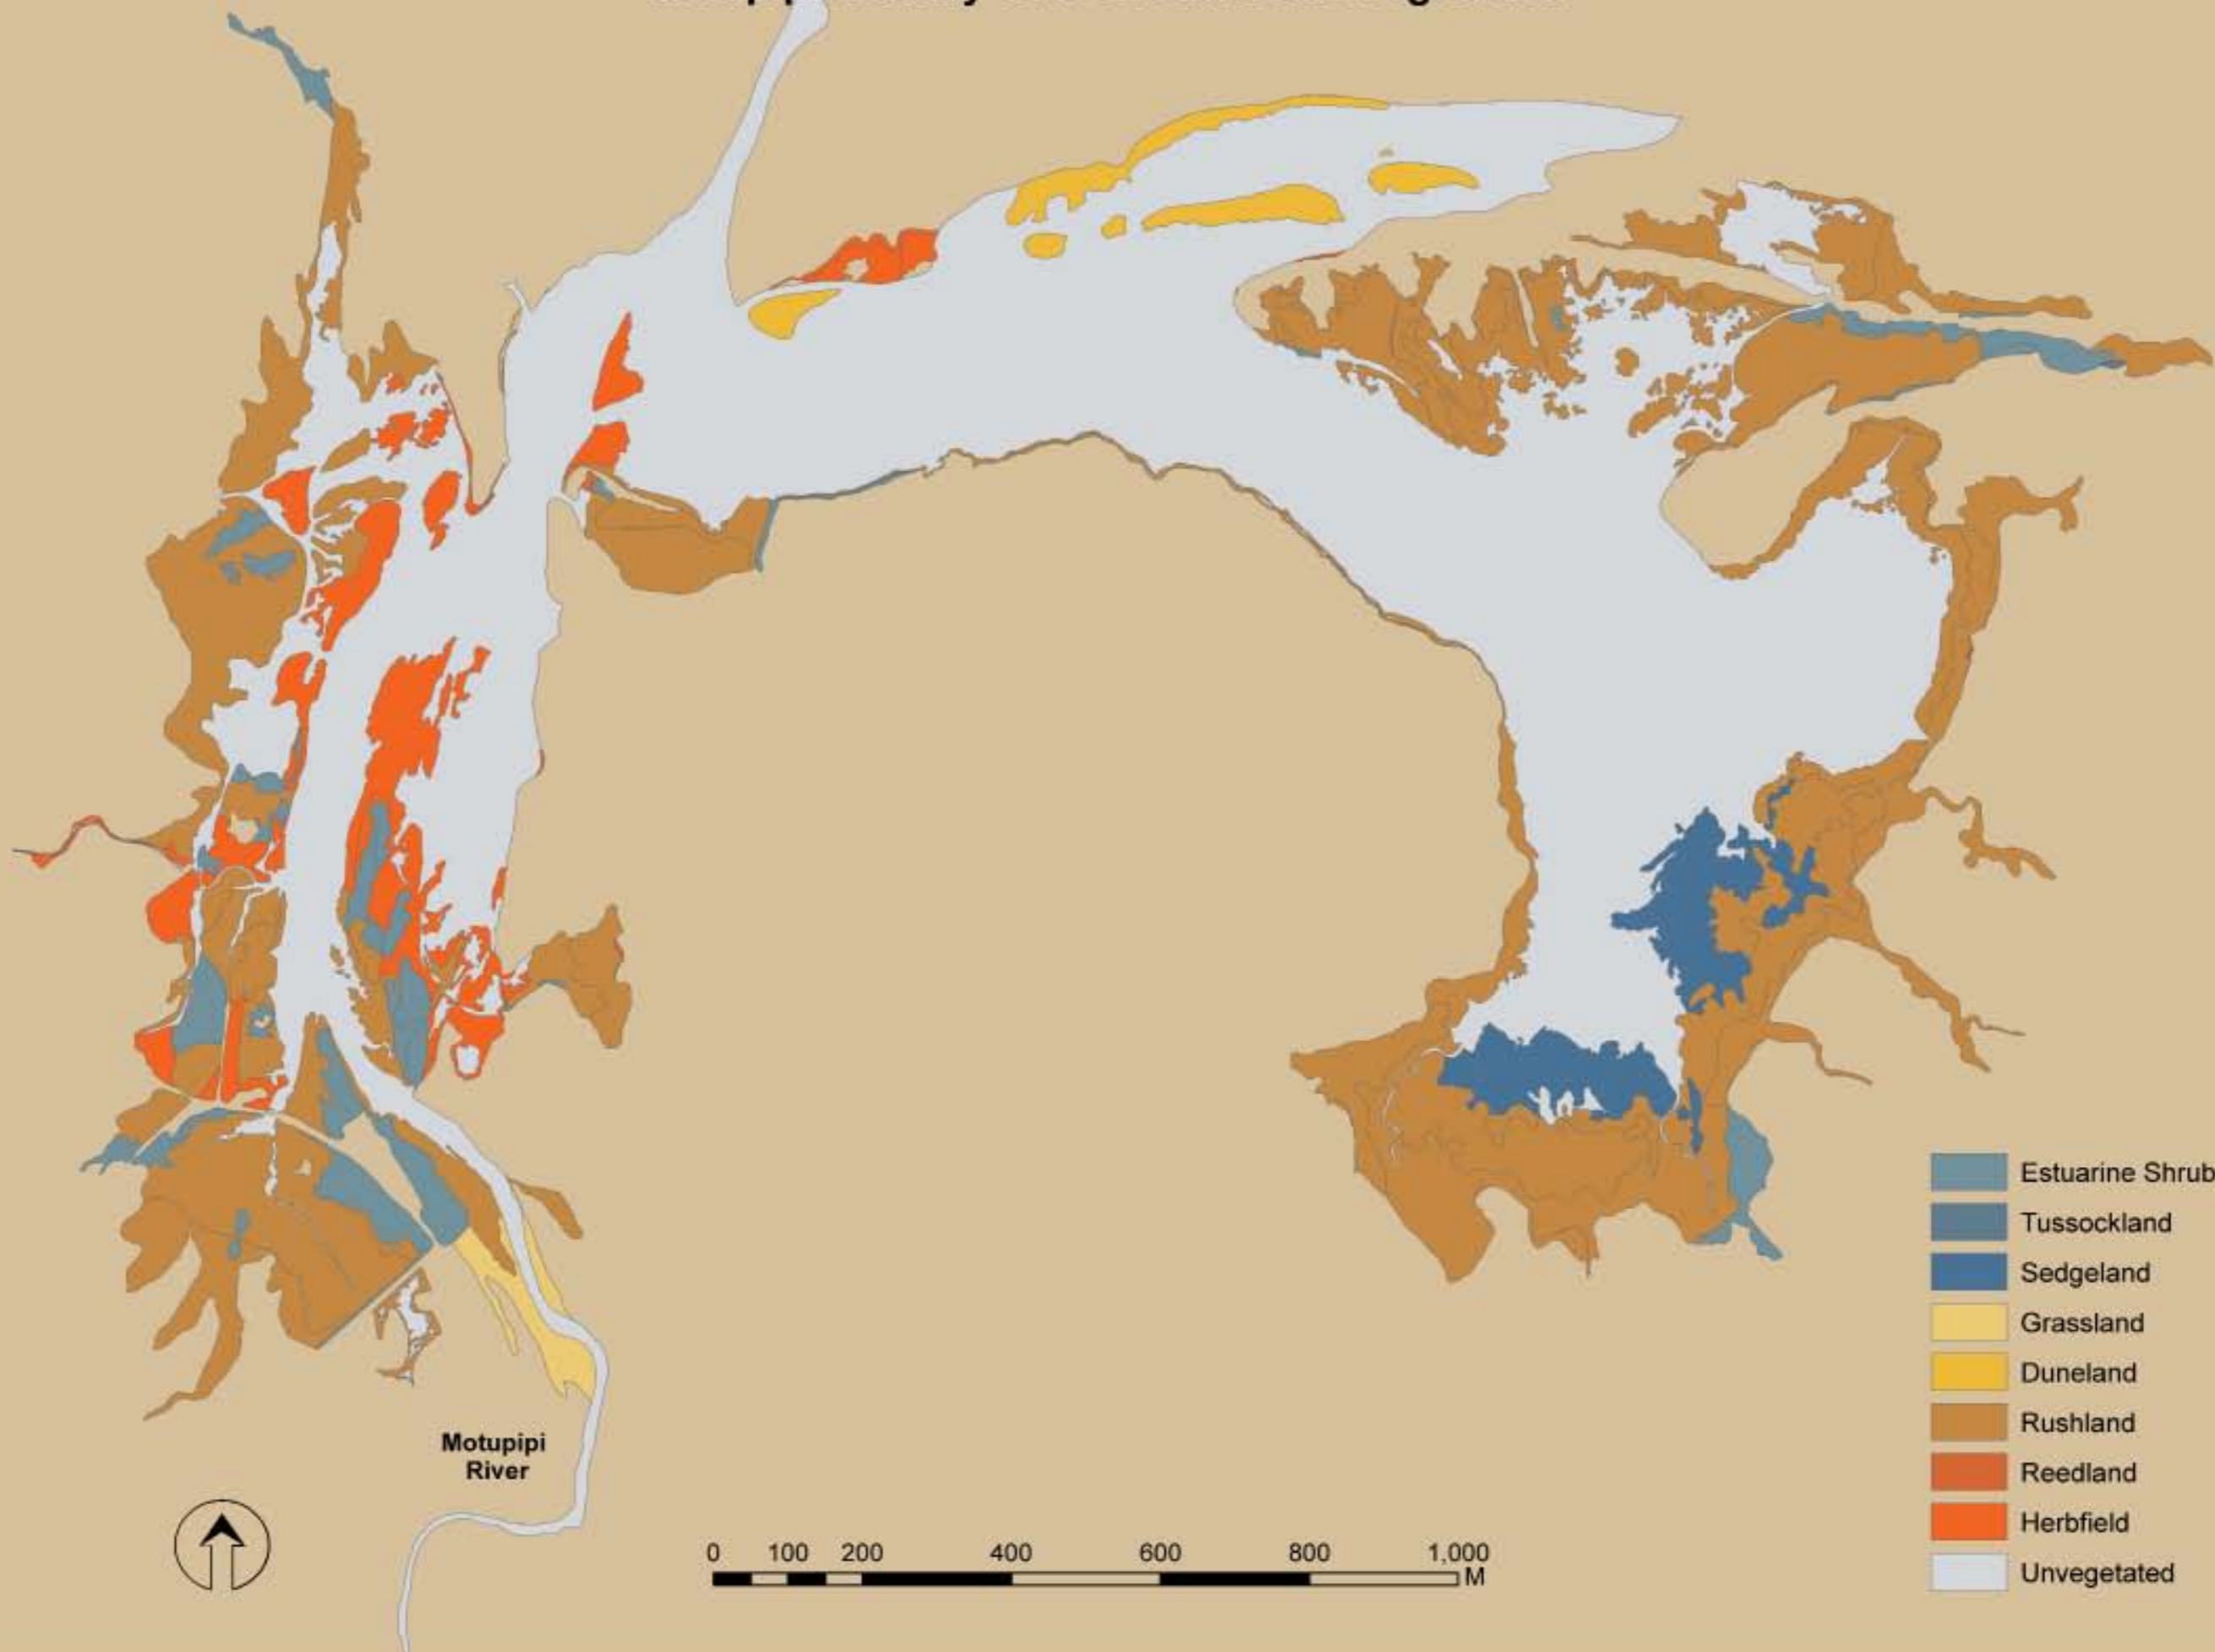 Estuarine Shrub
Tussockland
Sedgeland
Grassland
Duneland
Rushland
Reedland
Herbfield
Unvegetated
Motupipi
River
0 100 200 400 600 800 1,000
M